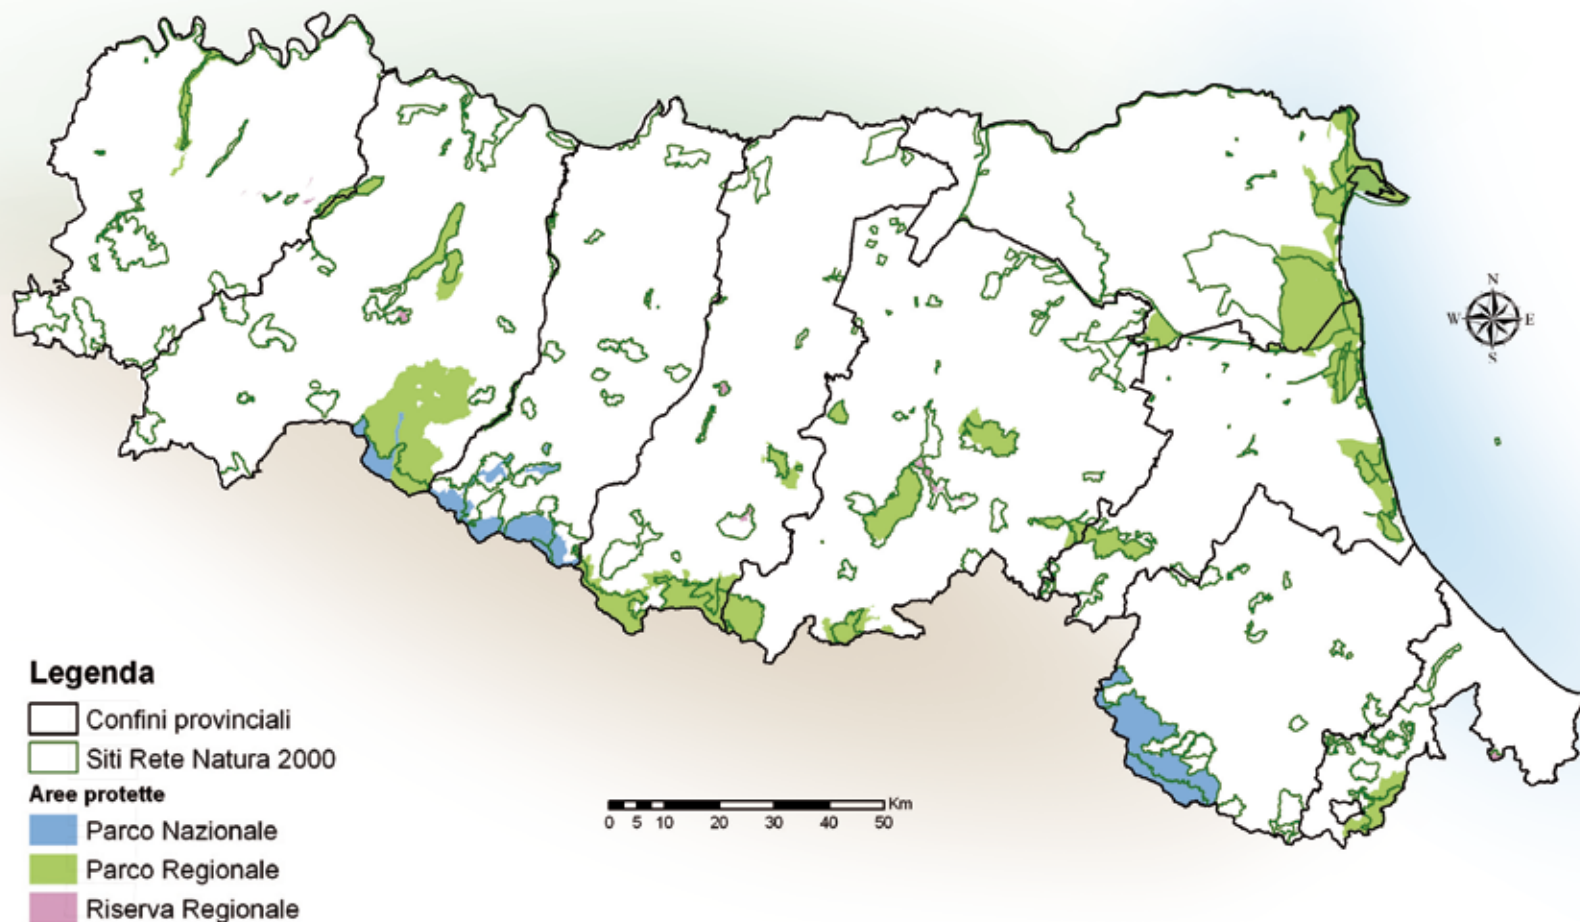 N
W E
S
Legenda
Confini provinciali
Siti Rete Natura 2000
Aree protette
Parco Nazionale
Parco Regionale
Riserva Regionale
Km
0 5 10 20 30 40 50